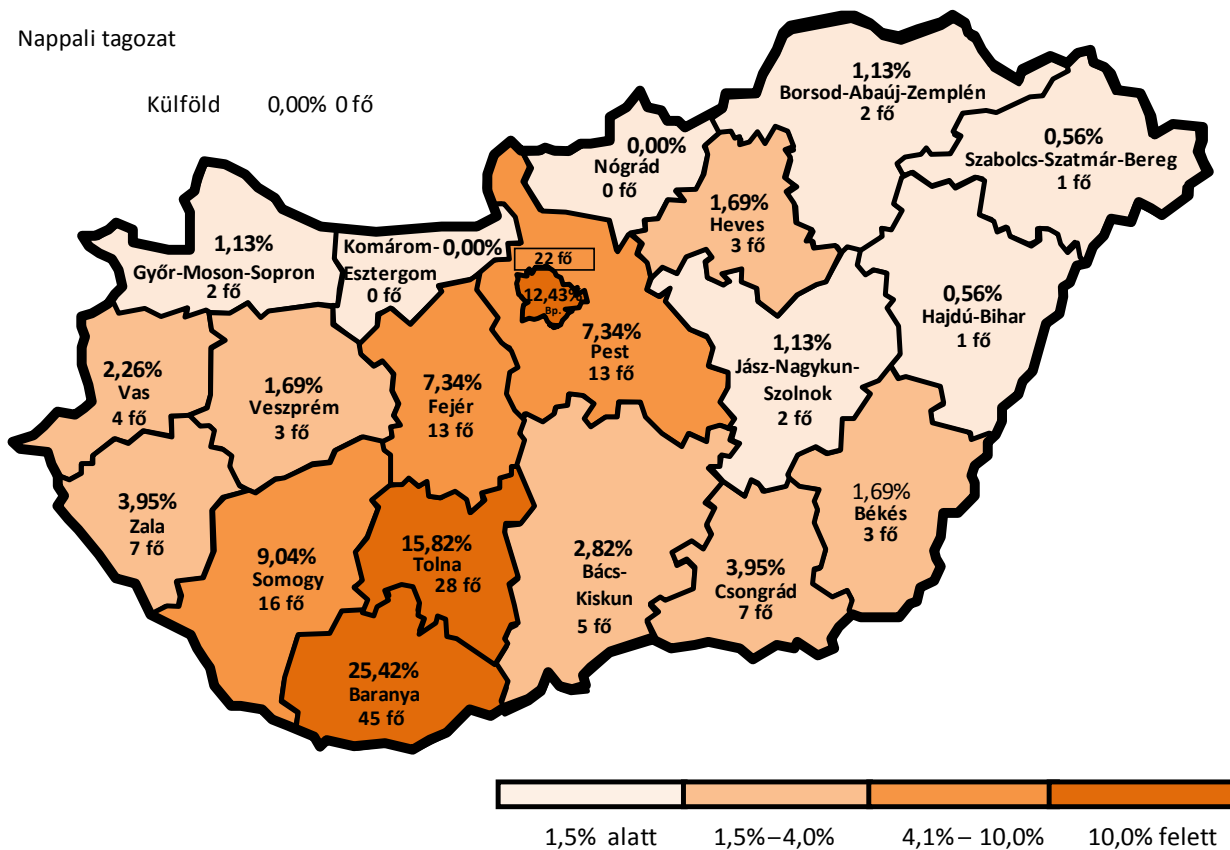 Nappali tagozat
Külföld 0,00% 0 fő
1,13%
Borsod-Abaúj-Zemplén
2 fő
0,56%
Szabolcs-Szatmár-Bereg
1 fő
0,00%
Nógrád
0 fő
1,69%
Heves
3 fő
1,13%
Győr-Moson-Sopron
2 fő
Komárom- 0,00%
Esztergom
0 fő
22 fő
12,43%
Bp.
7,34%
Pest
13 fő
0,56%
Hajdú-Bihar
1 fő
1,13%
Jász-Nagykun-
Szolnok
2 fő
2,26%
Vas
4 fő
1,69%
Veszprém
3 fő
7,34%
Fejér
13 fő
3,95%
Zala
7 fő
9,04%
Somogy
16 fő
15,82%
Tolna
28 fő
2,82%
Bács-
Kiskun
5 fő
3,95%
Csongrád
7 fő
1,69%
Békés
3 fő
25,42%
Baranya
45 fő
1,5% alatt 1,5%–4,0% 4,1%– 10,0% 10,0% felett